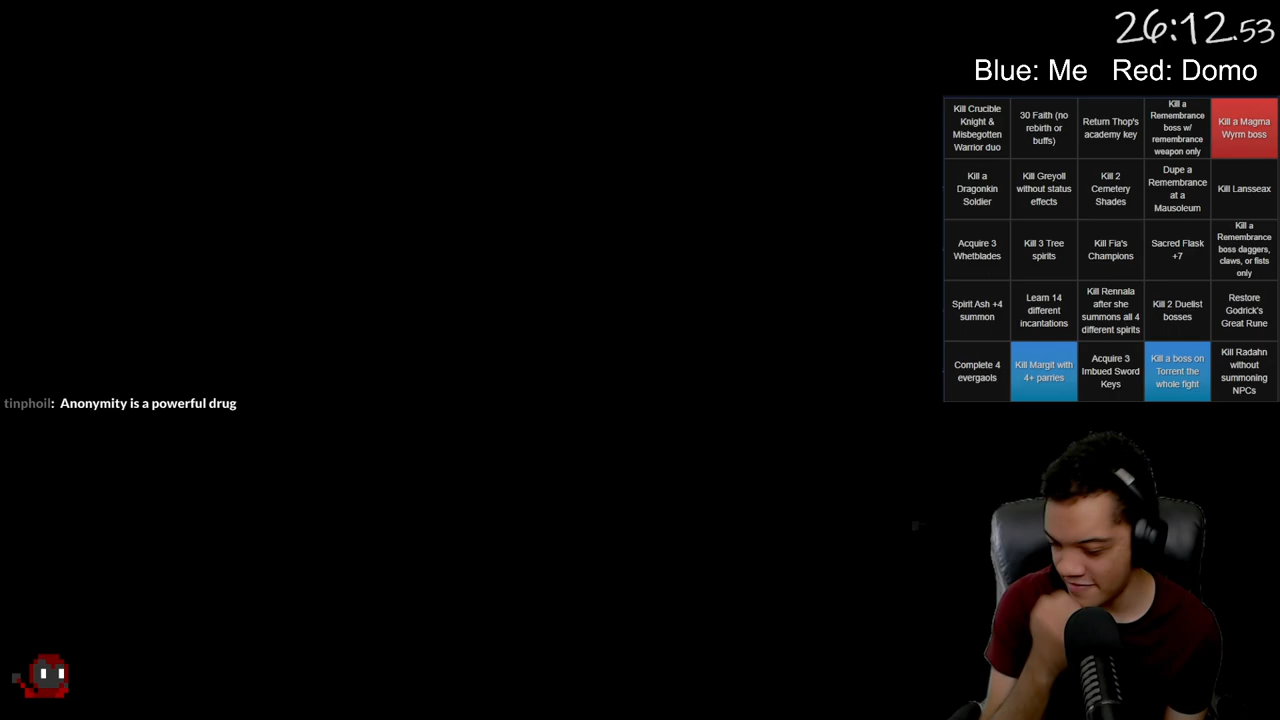 26:12.53
Blue: Me Red: Domo
Kill Crucible
Knight &
Misbegotten
Warrior duo
30 Faith (no
rebirth or
buffs)
Return Thop's
academy key
Kill a
Remembrance
boss w/
remembrance
weapon only
Kill a Magma
Wyrm boss
Kill a
Dragonkin
Soldier
Kill Greyoll
without status
effects
Kill 2
Cemetery
Shades
Dupe a
Remembrance
at a
Mausoleum
Kill Lansseax
Acquire 3
Whetblades
Kill 3 Tree
spirits
Kill Fia's
Champions
Sacred Flask
+7
Kill a
Remembrance
boss daggers,
claws, or fists
only
Spirit Ash +4
summon
Learn 14
different
incantations
Kill Rennala
after she
summons all 4
different spirits
Kill 2 Duelist
bosses
Restore
Godrick's
Great Rune
Complete 4
evergaols
Kill Margit with
4+ parries
Acquire 3
Imbued Sword
Keys
Kill a boss on
Torrent the
whole fight
Kill Radahn
without
summoning
NPCs
tinphoil: Anonymity is a powerful drug